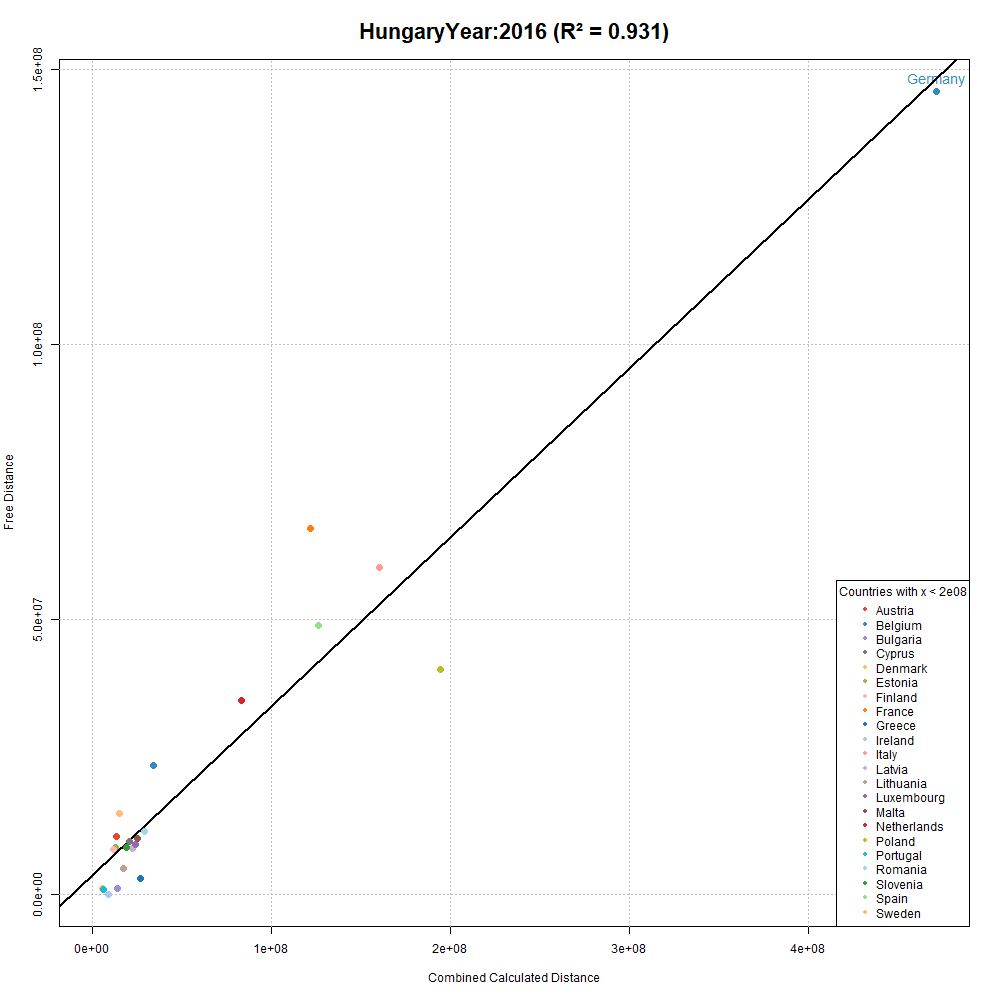 HungaryYear:2016 (R² = 0.931)
Germany
1.5e+08
1.0e+08
5.0e+07
0.0e+00
Free Distance
0e+00
1e+08
2e+08
3e+08
4e+08
Combined Calculated Distance
Countries with x < 2e08
Austria
Belgium
Bulgaria
Cyprus
Denmark
Estonia
Finland
France
Greece
Ireland
Italy
Latvia
Lithuania
Luxembourg
Malta
Netherlands
Poland
Portugal
Romania
Slovenia
Spain
Sweden